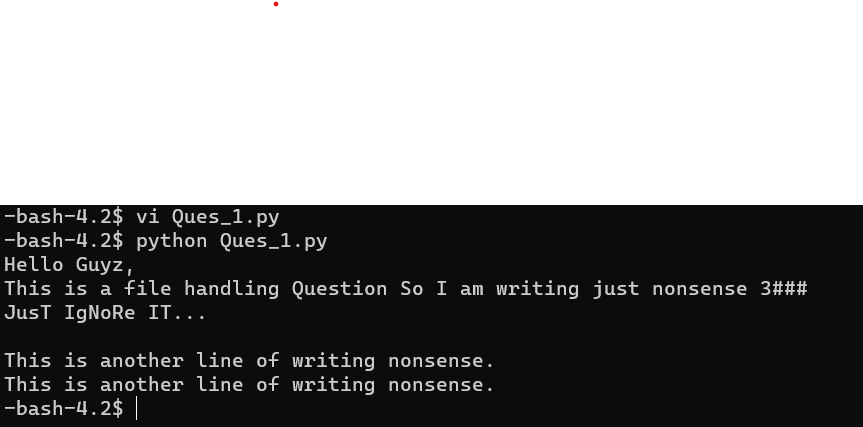 -bash-4.2$ vi Ques_1.py
-bash-4.2$ python Ques_1.py
Hello Guyz,
This is a file handling Question So I am writing just nonsense 3###
JusT IgNoRe IT...
This is another line of writing nonsense.
This is another line of writing nonsense.
-bash-4.2$